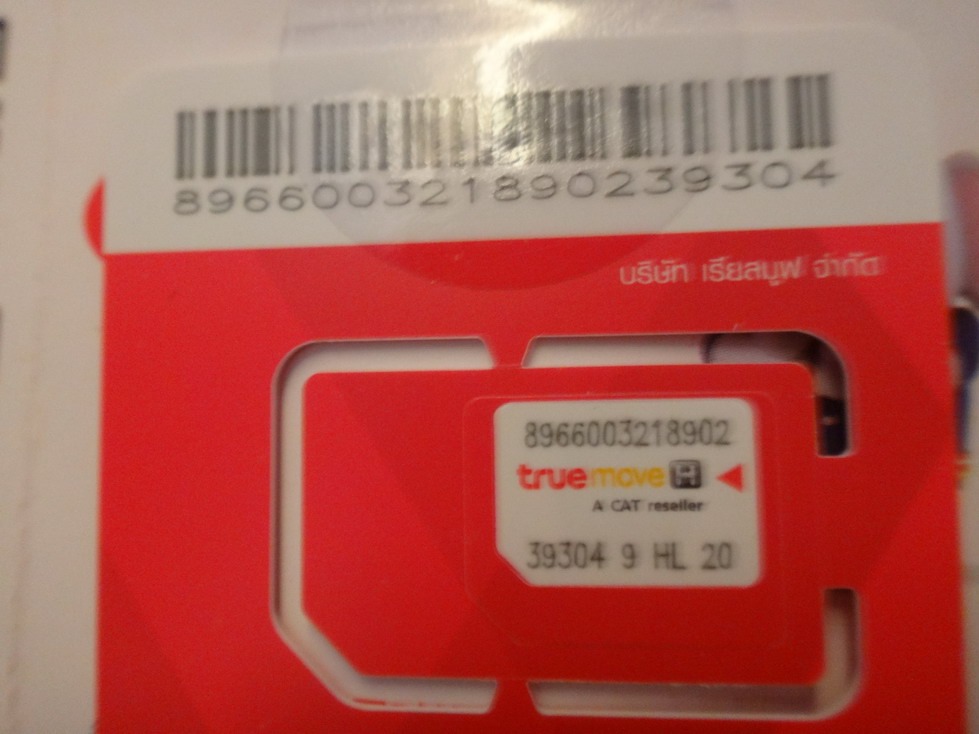 896600321890239304
บริษัท เรียลมูฟ จำกัด
8966003218902
truemove H
A CAT reseller
39304 9 HL 20